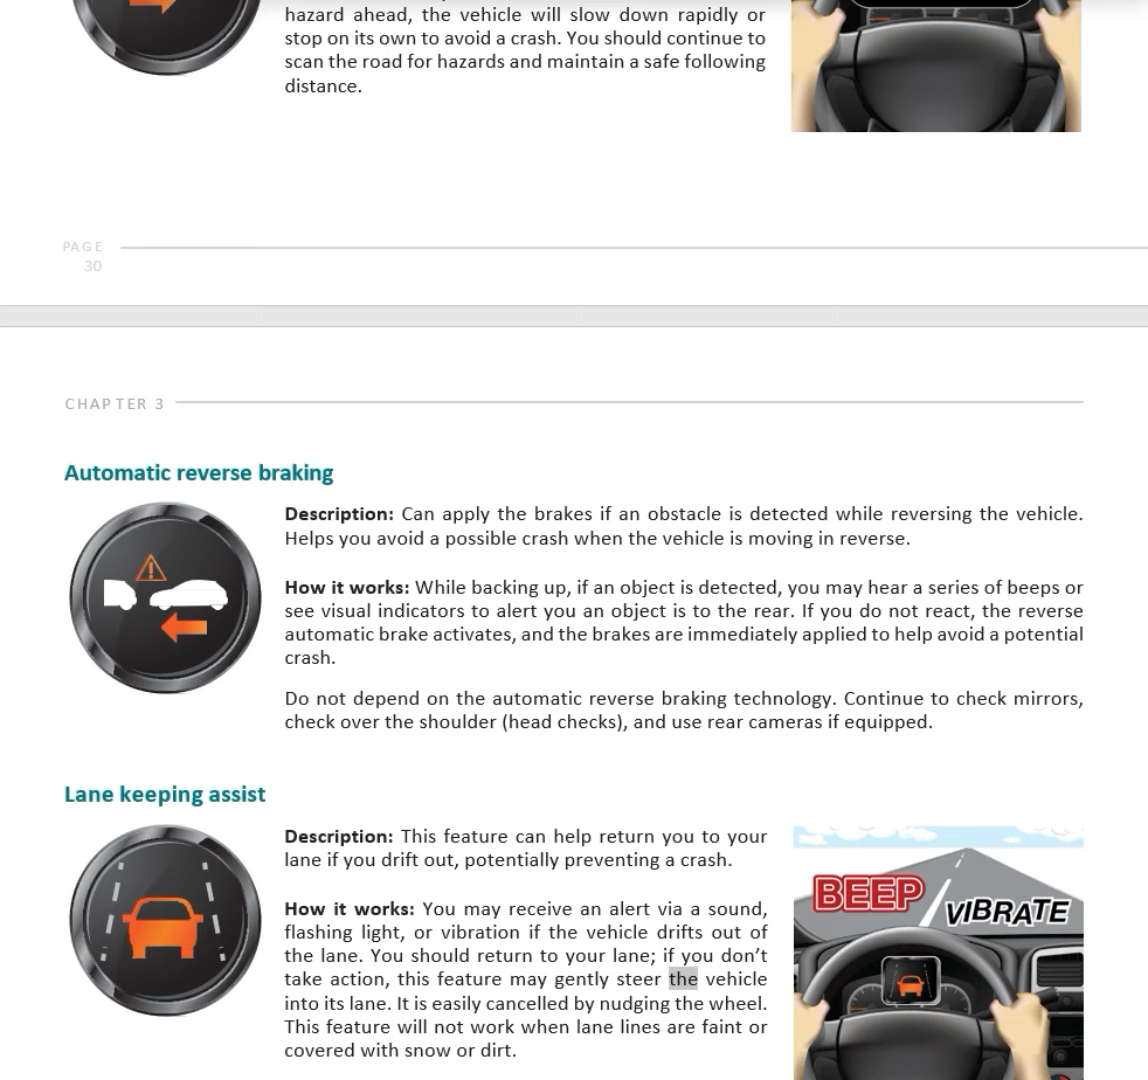 hazard ahead, the vehicle will slow down rapidly or
stop on its own to avoid a crash. You should continue to
scan the road for hazards and maintain a safe following
distance.
PAGE
30
CHAPTER 3
Automatic reverse braking
Description: Can apply the brakes if an obstacle is detected while reversing the vehicle.
Helps you avoid a possible crash when the vehicle is moving in reverse.
How it works: While backing up, if an object is detected, you may hear a series of beeps or
see visual indicators to alert you an object is to the rear. If you do not react, the reverse
automatic brake activates, and the brakes are immediately applied to help avoid a potential
crash.
Do not depend on the automatic reverse braking technology. Continue to check mirrors,
check over the shoulder (head checks), and use rear cameras if equipped.
Lane keeping assist
Description: This feature can help return you to your
lane if you drift out, potentially preventing a crash.
How it works: You may receive an alert via a sound,
flashing light, or vibration if the vehicle drifts out of
the lane. You should return to your lane; if you don’t
take action, this feature may gently steer the vehicle
into its lane. It is easily cancelled by nudging the wheel.
This feature will not work when lane lines are faint or
covered with snow or dirt.
BEEP
VIBRATE